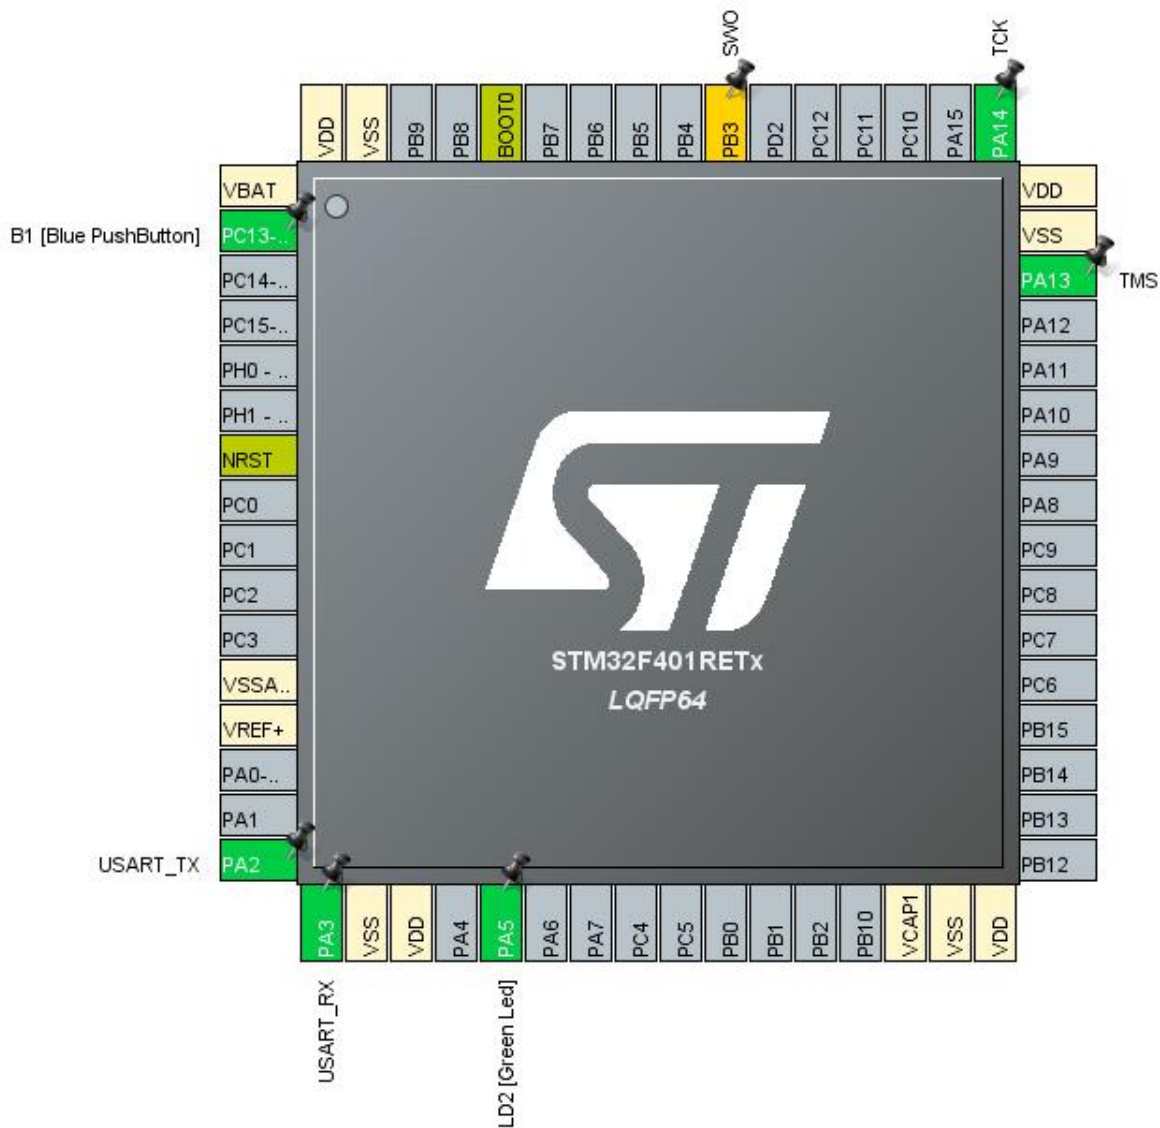 SWO
TCK
VDD
VSS
PB9
PB8
BOOT0
PB7
PB6
PB5
PB4
PB3
PD2
PC12
PC11
PC10
PA15
PA14
VBAT
B1 [Blue PushButton]
PC13-..
PC14-..
PC15-..
PH0 - ..
PH1 - ..
NRST
PC0
PC1
PC2
PC3
VSSA..
VREF+
PA0-..
PA1
USART_TX
PA2
VDD
VSS
PA13
TMS
PA12
PA11
PA10
PA9
PA8
PC9
PC8
PC7
PC6
PB15
PB14
PB13
PB12
ST
STM32F401RETx
LQFP64
PA3
VSS
VDD
PA4
PA5
PA6
PA7
PC4
PC5
PB0
PB1
PB2
PB10
VCAP1
VSS
VDD
USART_RX
LD2 [Green Led]